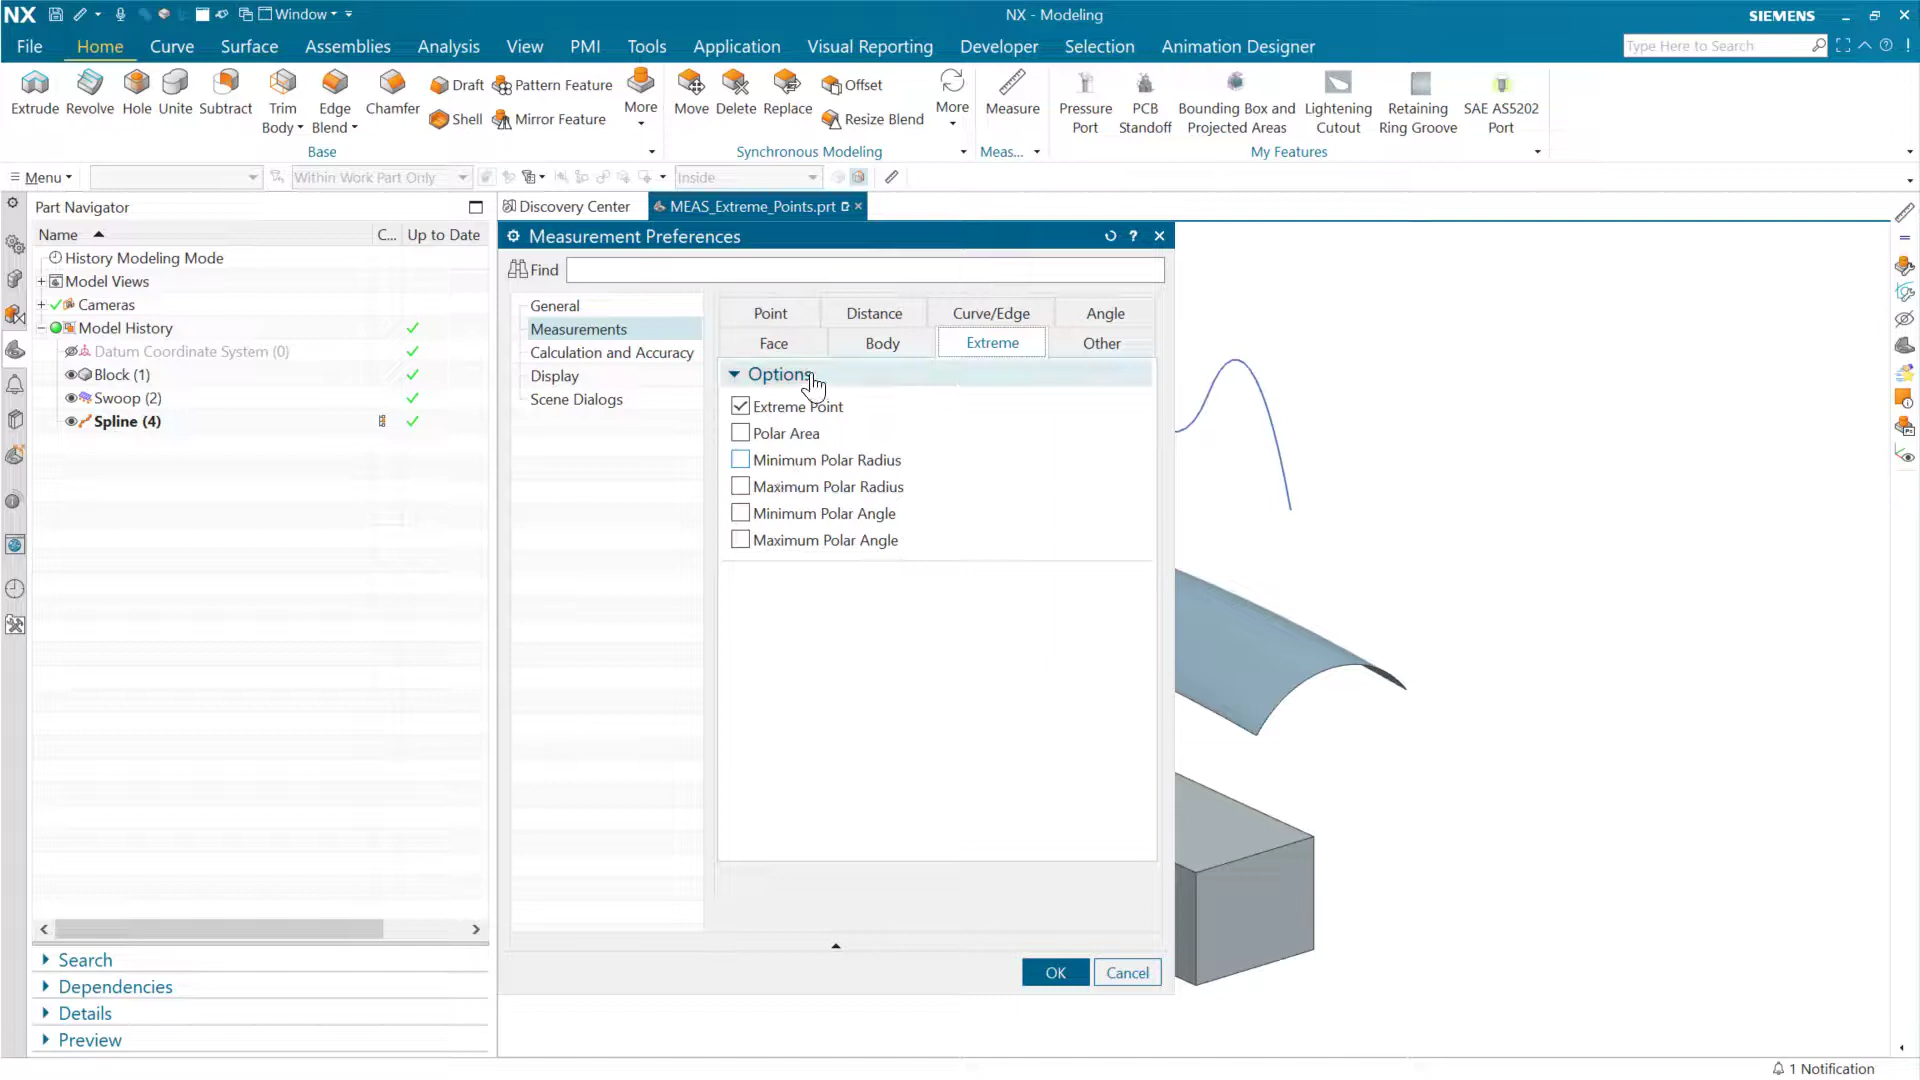 NX Window NX - Modeling SIEMENS
File Home Curve Surface Assemblies Analysis View PMI Tools Application Visual Reporting Developer Selection Animation Designer Type Here to Search
Extrude Revolve Hole Unite Subtract Trim Body Edge Blend Chamfer Draft Pattern Feature More Move Delete Replace Offset More Measure Pressure Port PCB Standoff Bounding Box and Projected Areas Lightening Cutout Retaining Ring Groove SAE AS5202 Port
Shell Mirror Feature Resize Blend
Base Synchronous Modeling Meas... My Features
Menu Within Work Part Only Inside
Part Navigator
Discovery Center MEAS_Extreme_Points.prt
Name C... Up to Date
History Modeling Mode
Model Views
Cameras
Model History
Datum Coordinate System (0)
Block (1)
Swoop (2)
Spline (4)
Search
Dependencies
Details
Preview
Measurement Preferences
Find
General
Measurements
Calculation and Accuracy
Display
Scene Dialogs
Point Distance Curve/Edge Angle
Face Body Extreme Other
Options
Extreme Point
Polar Area
Minimum Polar Radius
Maximum Polar Radius
Minimum Polar Angle
Maximum Polar Angle
OK Cancel
1 Notification